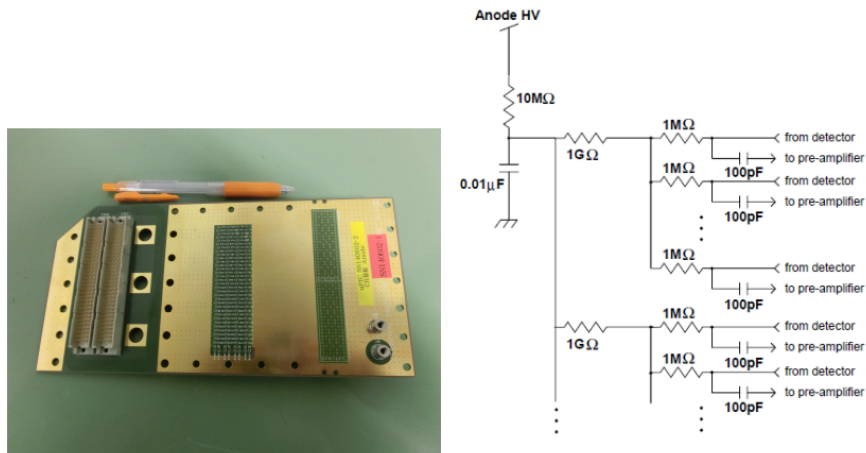 Anode HV
10MΩ
0.01μF
1GΩ
1MΩ
from detector
to pre-amplifier
100pF
1MΩ
from detector
to pre-amplifier
100pF
1MΩ
from detector
to pre-amplifier
100pF
1GΩ
1MΩ
from detector
to pre-amplifier
100pF
1MΩ
from detector
to pre-amplifier
100pF